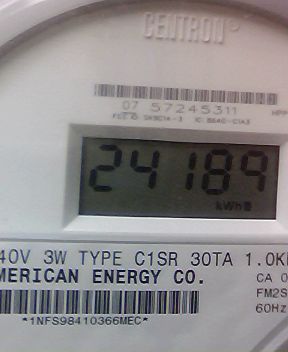 CENTRON®
07 57245311
24189
kWh
40V 3W TYPE C1SR 30TA 1.0K
MERICAN ENERGY CO.
CA 0
FM2S
60Hz
*1NFS98410366MEC*